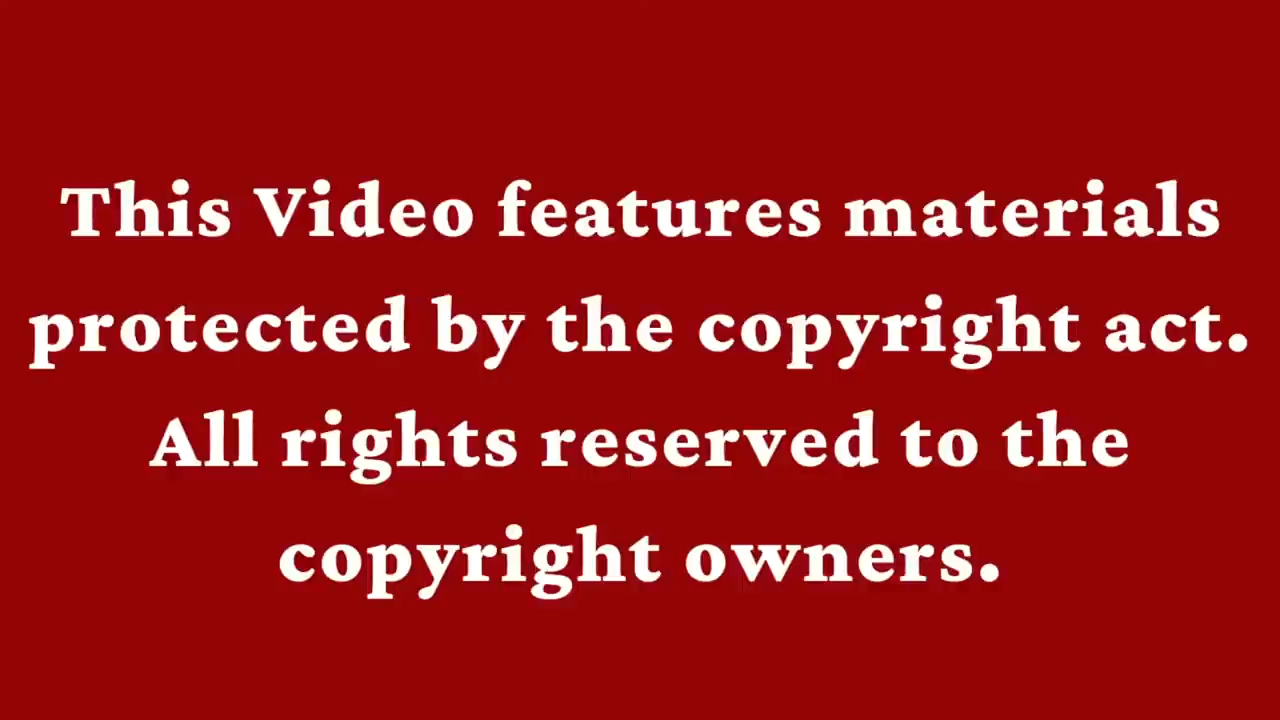 This Video features materials
protected by the copyright act.
All rights reserved to the
copyright owners.